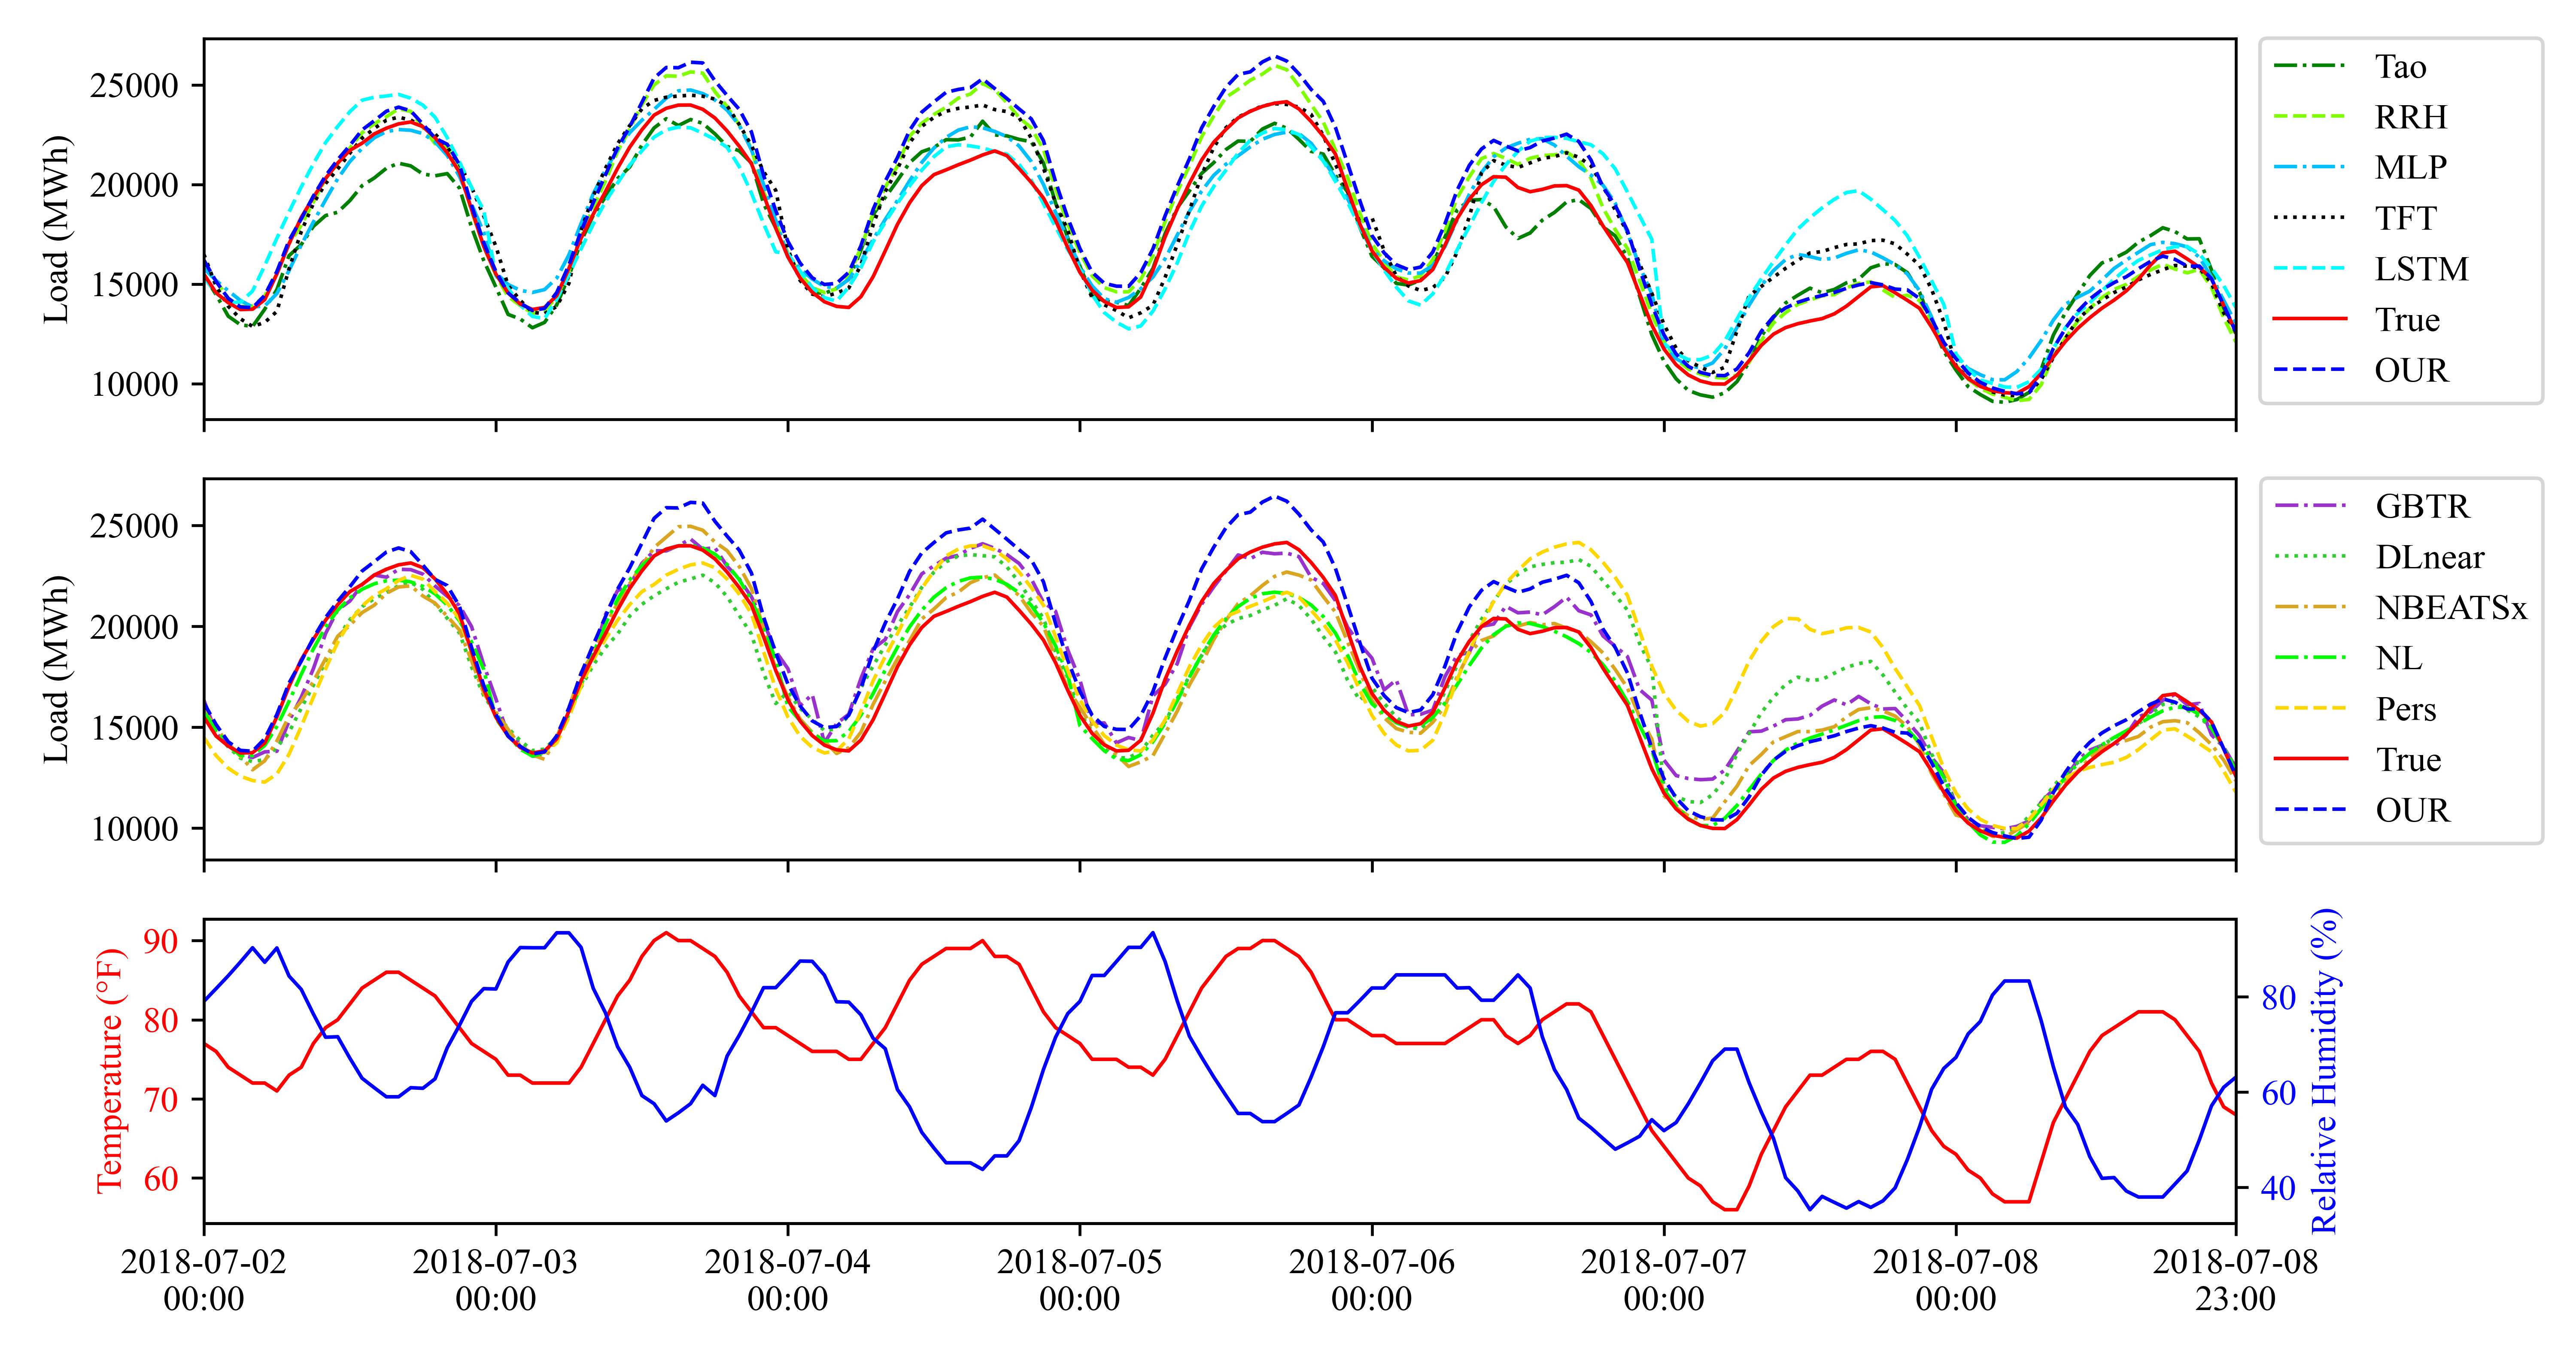 Load (MWh)
25000
20000
15000
10000
Tao
RRH
MLP
TFT
LSTM
True
OUR
Load (MWh)
25000
20000
15000
10000
GBTR
DLnear
NBEATSx
NL
Pers
True
OUR
Temperature (°F)
90
80
70
60
80
60
40
Relative Humidity (%)
2018-07-02
00:00
2018-07-03
00:00
2018-07-04
00:00
2018-07-05
00:00
2018-07-06
00:00
2018-07-07
00:00
2018-07-08
00:00
2018-07-08
23:00